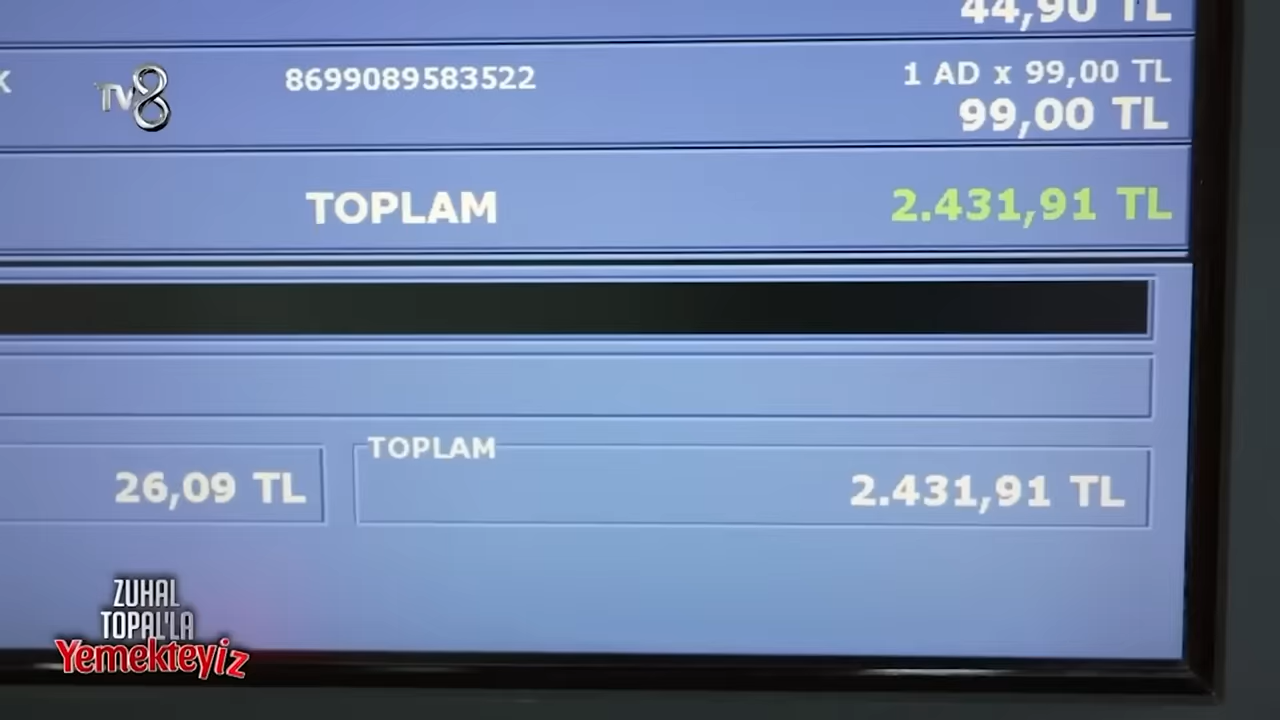 44,90 TL
8699089583522
1 AD x 99,00 TL
99,00 TL
TV8
TOPLAM
2.431,91 TL
TOPLAM
26,09 TL
2.431,91 TL
ZUHAL
TOPAL'LA
Yemekteyiz